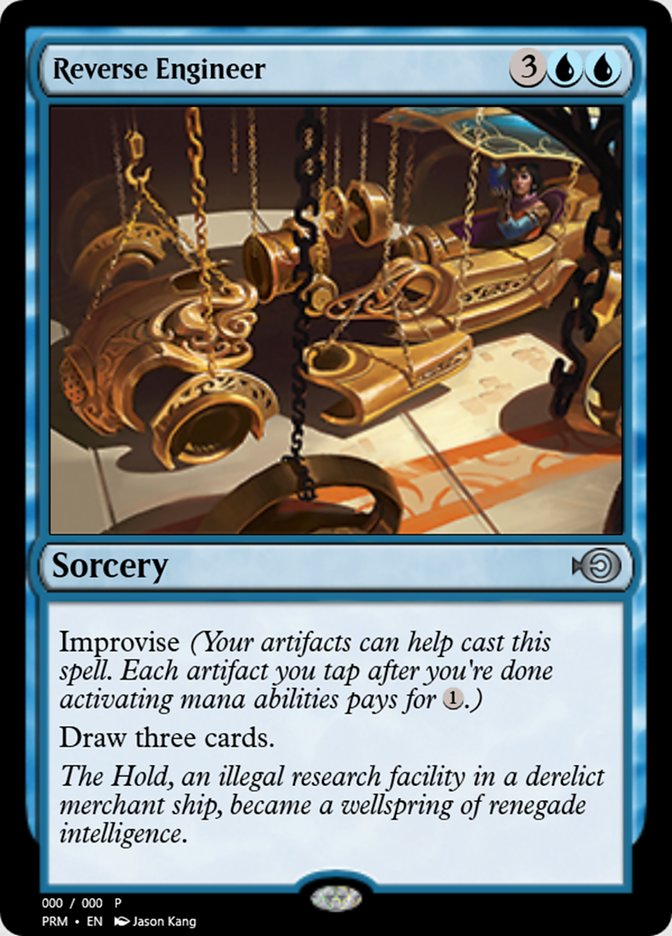 Reverse Engineer 3
Sorcery
Improvise (Your artifacts can help cast this
spell. Each artifact you tap after you're done
activating mana abilities pays for 1.)
Draw three cards.
The Hold, an illegal research facility in a derelict
merchant ship, became a wellspring of renegade
intelligence.
000 / 000 P
PRM • EN Jason Kang